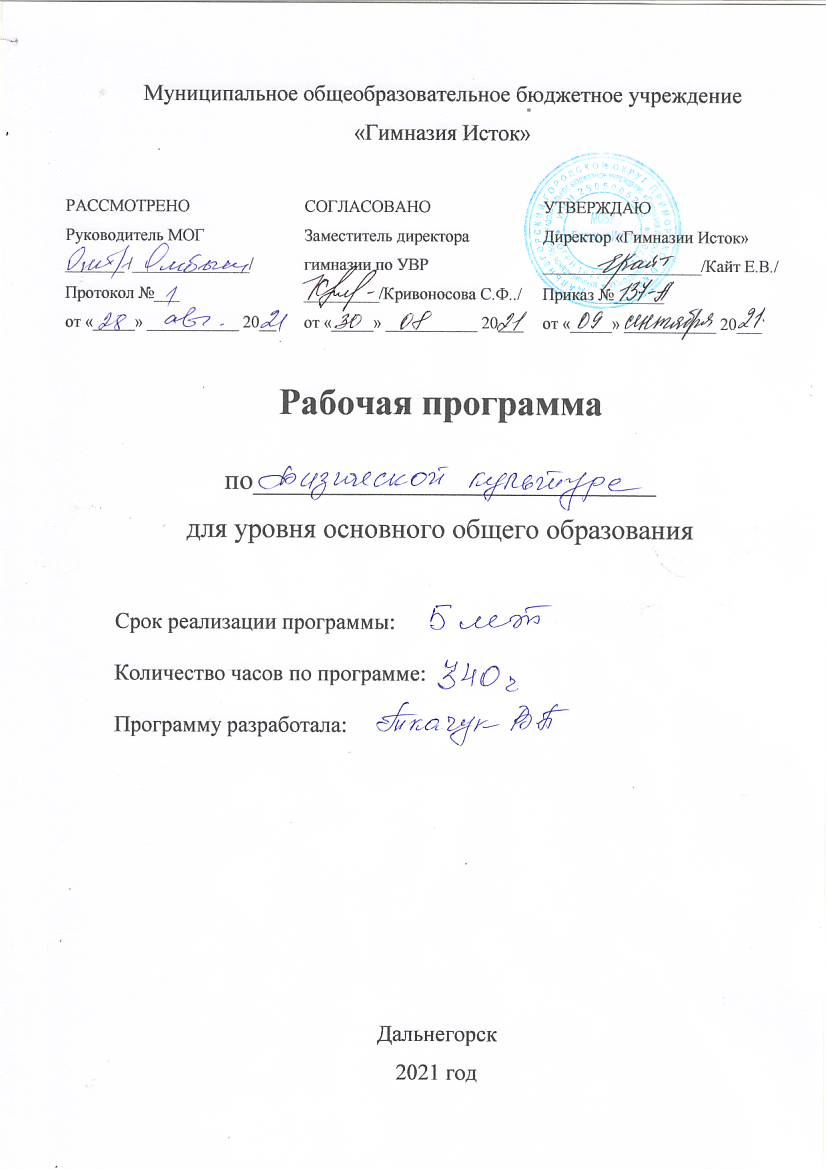 Муниципальное общеобразовательное бюджетное учреждение
«Гимназия Исток»
РАССМОТРЕНО
Руководитель МОГ
Протокол № 1
от «28» авг. 2021
СОГЛАСОВАНО
Заместитель директора
гимназии по УВР
/Кривоносова С.Ф../
от «30» 08 2021
УТВЕРЖДАЮ
Директор «Гимназии Исток»
/Кайт Е.В./
Приказ № 137-А
от «09» сентября 2021.
Рабочая программа
по физической культуре
для уровня основного общего образования
Срок реализации программы: 5 лет
Количество часов по программе: 340 ч
Программу разработала: Ткачук
Дальнегорск
2021 год